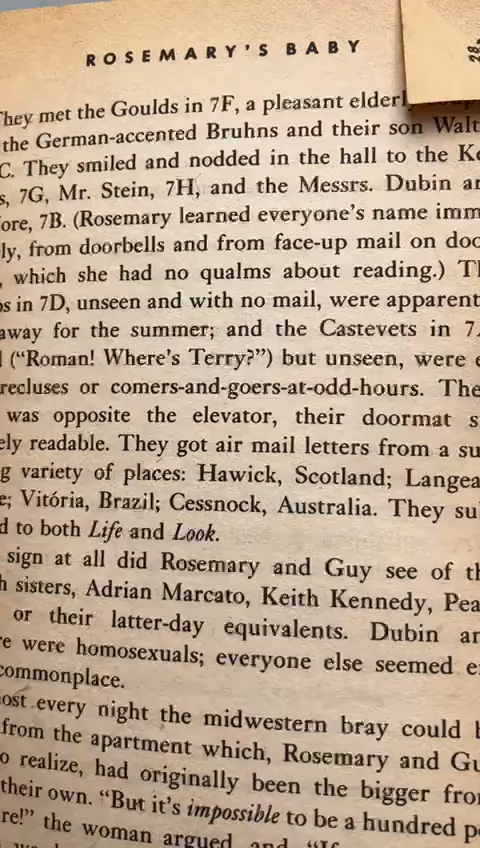 ROSEMARY'S BABY
28
They met the Goulds in 7F, a pleasant elderly
the German-accented Bruhns and their son Walt
C. They smiled and nodded in the hall to the Ke
s, 7G, Mr. Stein, 7H, and the Messrs. Dubin an
ore, 7B. (Rosemary learned everyone's name imm
ly, from doorbells and from face-up mail on doo
, which she had no qualms about reading.) Th
os in 7D, unseen and with no mail, were apparent
away for the summer; and the Castevets in 7
("Roman! Where's Terry?") but unseen, were e
recluses or comers-and-goers-at-odd-hours. The
was opposite the elevator, their doormat s
ely readable. They got air mail letters from a su
g variety of places: Hawick, Scotland; Langea
e; Vitória, Brazil; Cessnock, Australia. They su
d to both Life and Look.
sign at all did Rosemary and Guy see of th
h sisters, Adrian Marcato, Keith Kennedy, Pea
or their latter-day equivalents. Dubin an
re were homosexuals; everyone else seemed e
commonplace.
ost every night the midwestern bray could b
from the apartment which, Rosemary and Gu
o realize, had originally been the bigger fro
their own. "But it's impossible to be a hundred p
re!" the woman argued, and, "If